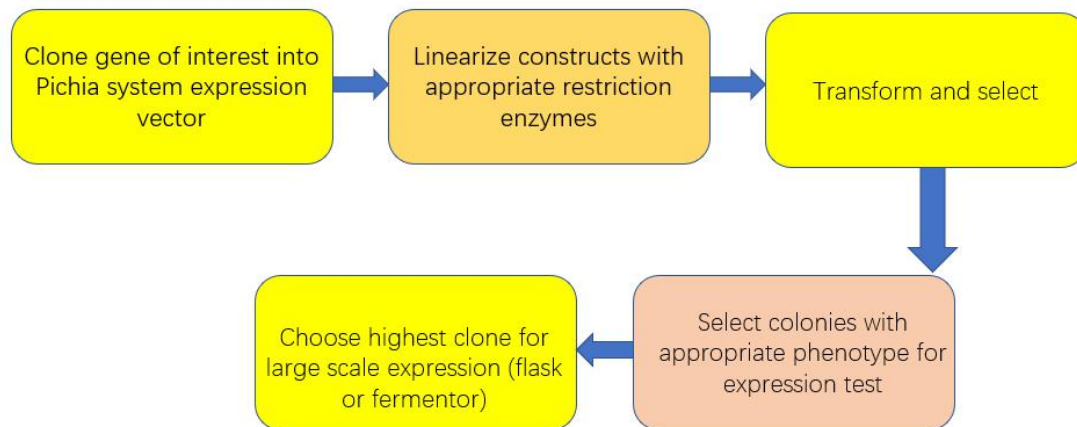 Clone gene of interest into
Pichia system expression
vector
Linearize constructs with
appropriate restriction
enzymes
Transform and select
Select colonies with
appropriate phenotype for
expression test
Choose highest clone for
large scale expression (flask
or fermentor)